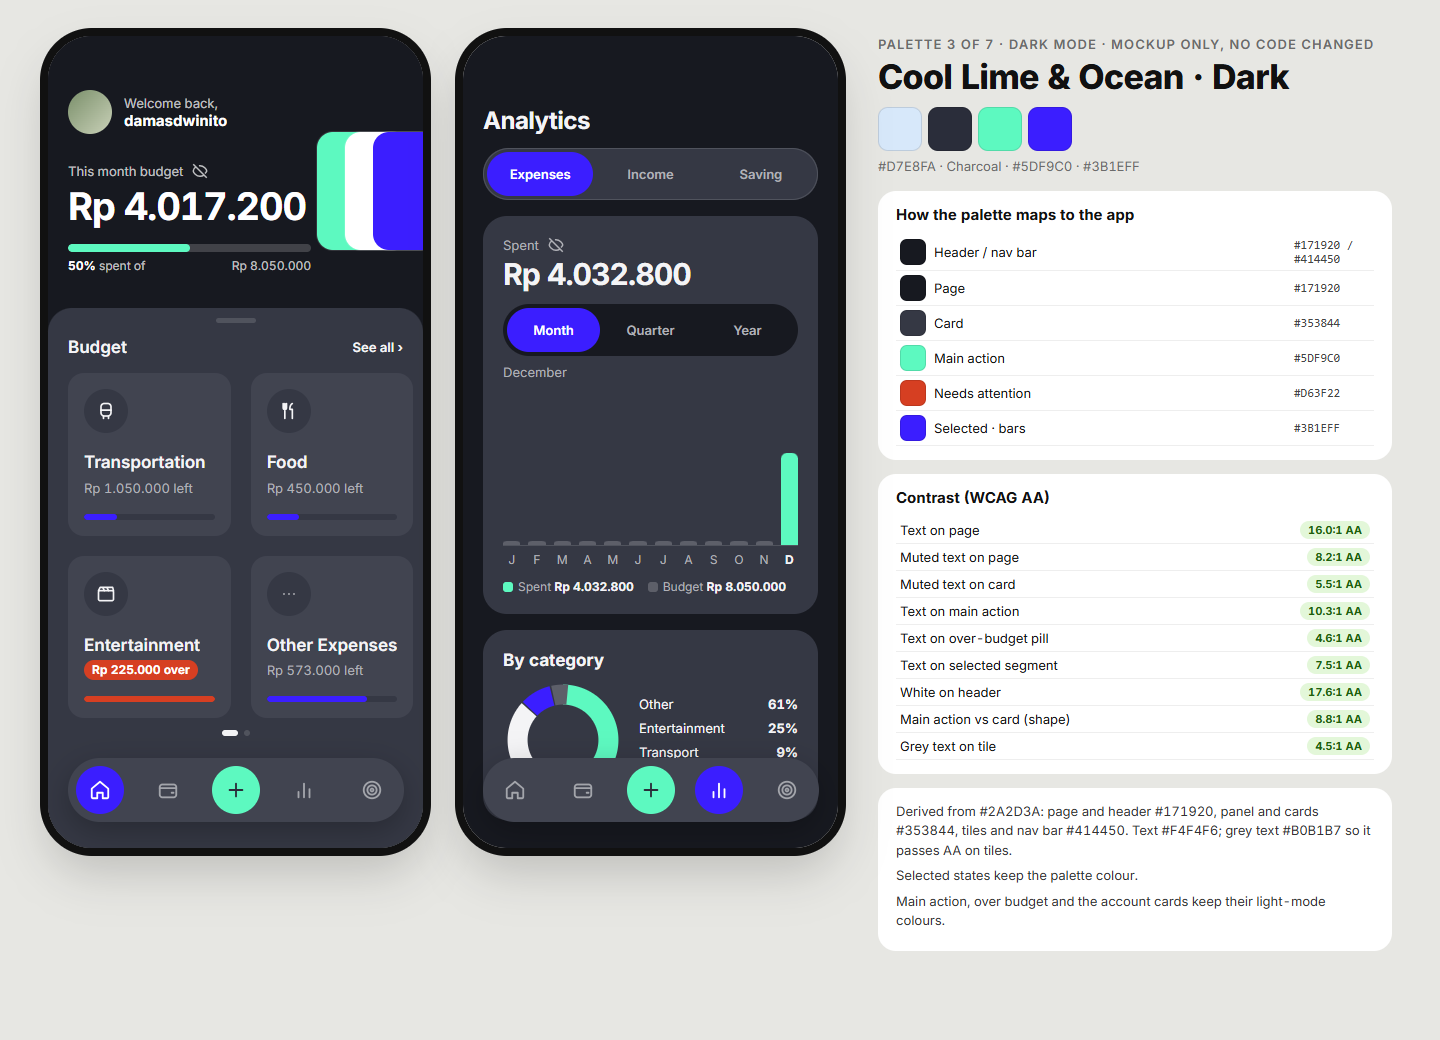 Welcome back,
damasdwinito
This month budget
Rp 4.017.200
50% spent of Rp 8.050.000
Budget See all ›
Transportation
Rp 1.050.000 left
Food
Rp 450.000 left
Entertainment
Rp 225.000 over
Other Expenses
Rp 573.000 left
Analytics
Expenses Income Saving
Spent
Rp 4.032.800
Month Quarter Year
December
J F M A M J J A S O N D
Spent Rp 4.032.800 Budget Rp 8.050.000
By category
Other 61%
Entertainment 25%
Transport 9%
PALETTE 3 OF 7 · DARK MODE · MOCKUP ONLY, NO CODE CHANGED
Cool Lime & Ocean · Dark
#D7E8FA · Charcoal · #5DF9C0 · #3B1EFF
How the palette maps to the app
Header / nav bar #171920 /
#414450
Page #171920
Card #353844
Main action #5DF9C0
Needs attention #D63F22
Selected · bars #3B1EFF
Contrast (WCAG AA)
Text on page 16.0:1 AA
Muted text on page 8.2:1 AA
Muted text on card 5.5:1 AA
Text on main action 10.3:1 AA
Text on over-budget pill 4.6:1 AA
Text on selected segment 7.5:1 AA
White on header 17.6:1 AA
Main action vs card (shape) 8.8:1 AA
Grey text on tile 4.5:1 AA
Derived from #2A2D3A: page and header #171920, panel and cards
#353844, tiles and nav bar #414450. Text #F4F4F6; grey text #B0B1B7 so it
passes AA on tiles.
Selected states keep the palette colour.
Main action, over budget and the account cards keep their light-mode
colours.